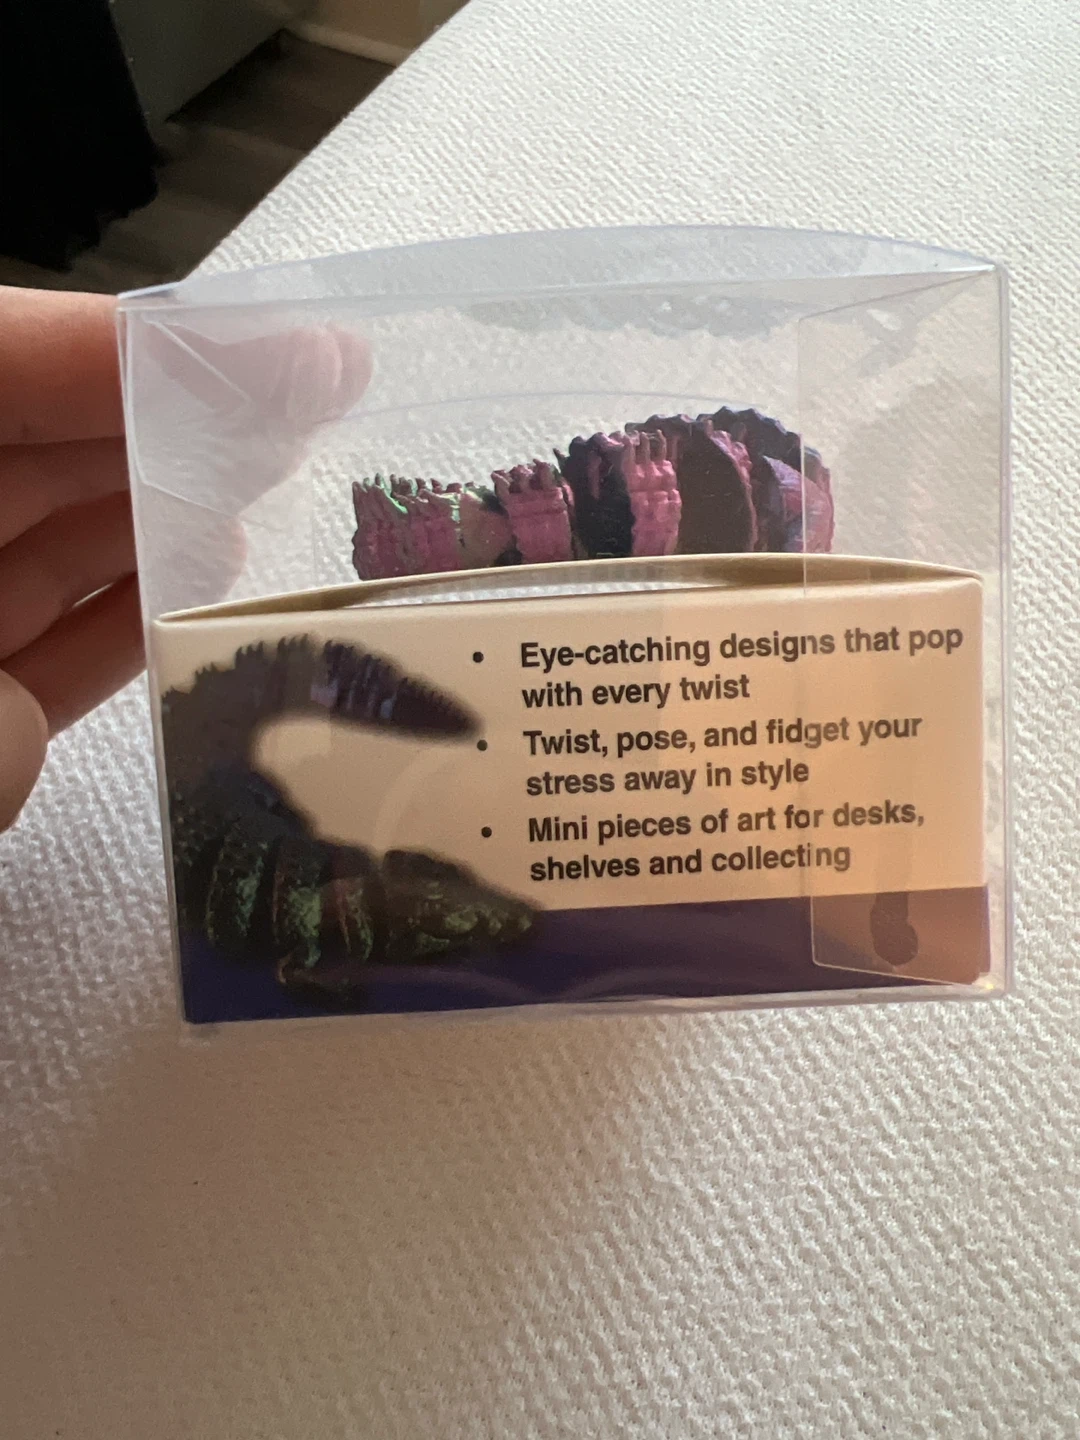 • Eye-catching designs that pop
with every twist
• Twist, pose, and fidget your
stress away in style
• Mini pieces of art for desks,
shelves and collecting